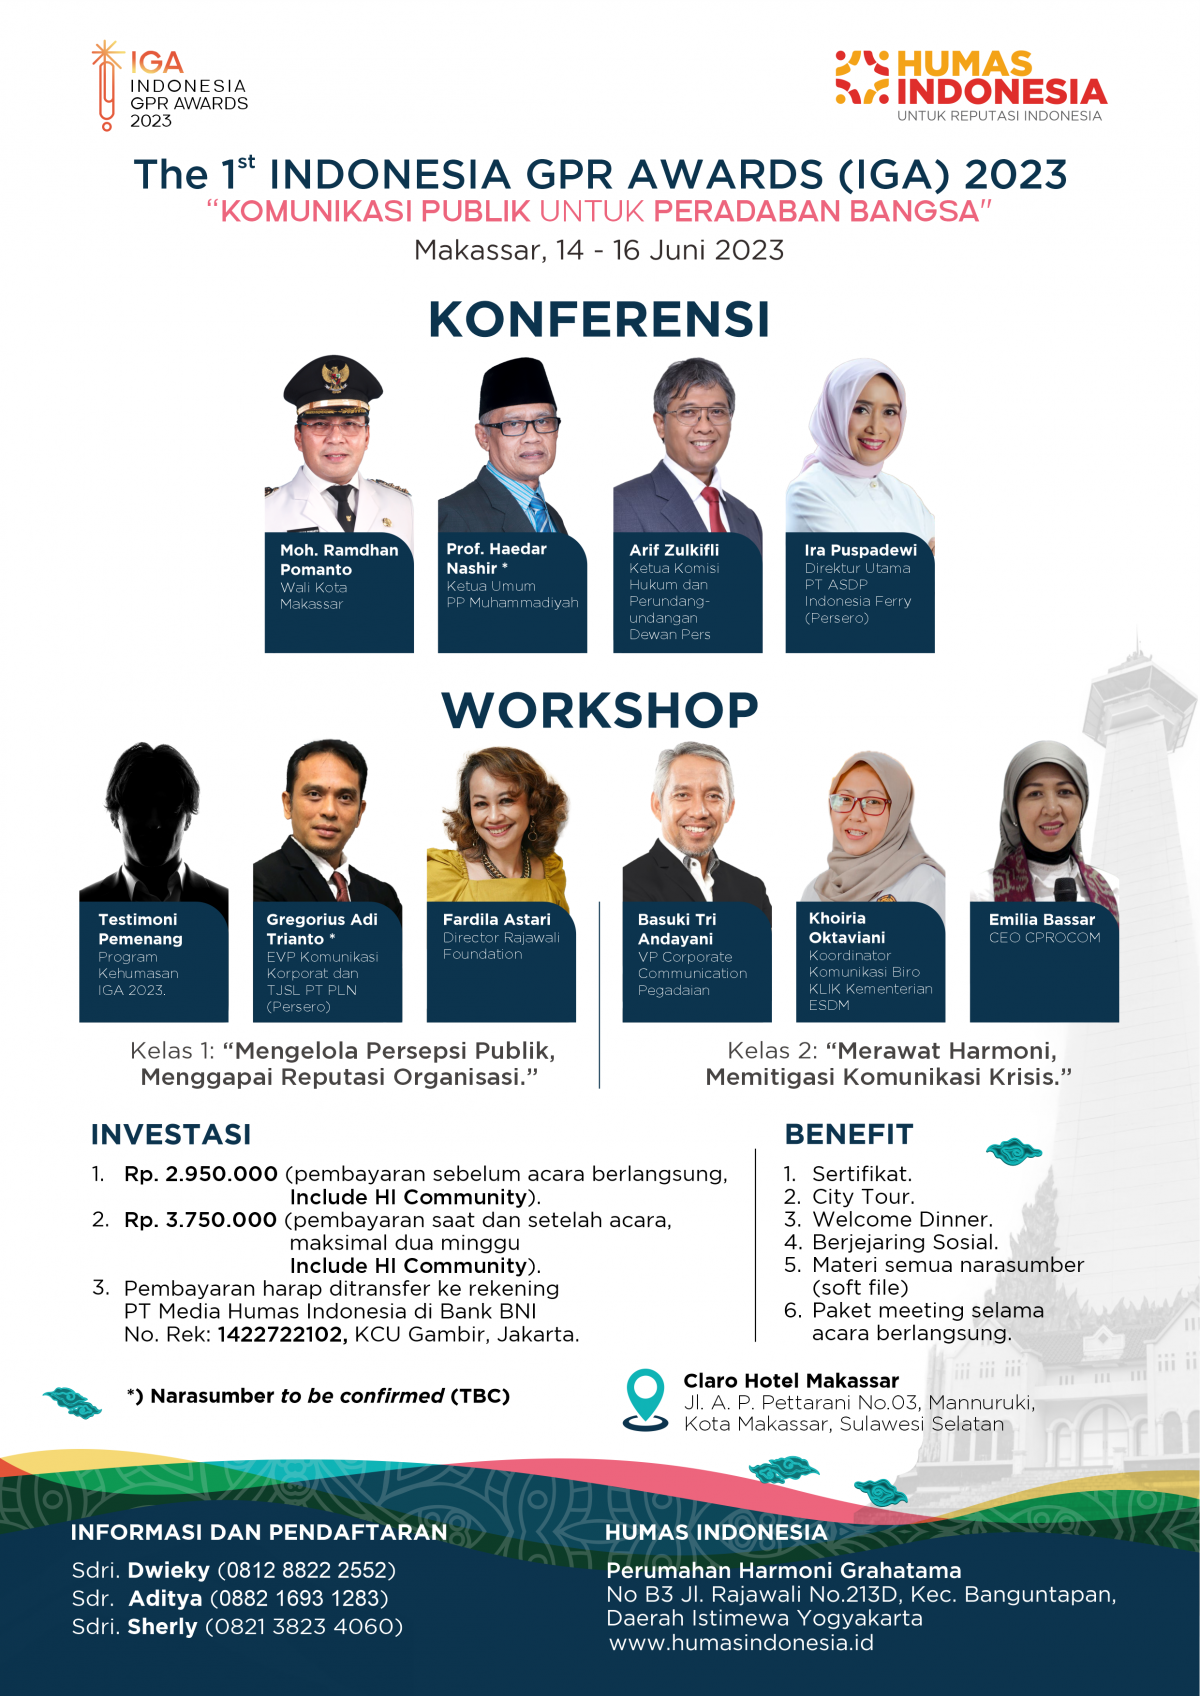 IGA
INDONESIA
GPR AWARDS
2023
HUMAS
INDONESIA
UNTUK REPUTASI INDONESIA
The 1st INDONESIA GPR AWARDS (IGA) 2023
“KOMUNIKASI PUBLIK UNTUK PERADABAN BANGSA"
Makassar, 14 - 16 Juni 2023
KONFERENSI
Moh. Ramdhan
Pomanto
Wali Kota
Makassar
Prof. Haedar
Nashir *
Ketua Umum
PP Muhammadiyah
Arif Zulkifli
Ketua Komisi
Hukum dan
Perundang-
undangan
Dewan Pers
Ira Puspadewi
Direktur Utama
PT ASDP
Indonesia Ferry
(Persero)
WORKSHOP
Testimoni
Pemenang
Program
Kehumasan
IGA 2023.
Gregorius Adi
Trianto *
EVP Komunikasi
Korporat dan
TJSL PT PLN
(Persero)
Fardila Astari
Director Rajawali
Foundation
Basuki Tri
Andayani
VP Corporate
Communication
Pegadaian
Khoiria
Oktaviani
Koordinator
Komunikasi Biro
KLIK Kementerian
ESDM
Emilia Bassar
CEO CPROCOM
Kelas 1: “Mengelola Persepsi Publik,
Menggapai Reputasi Organisasi.”
Kelas 2: “Merawat Harmoni,
Memitigasi Komunikasi Krisis.”
INVESTASI
1. Rp. 2.950.000 (pembayaran sebelum acara berlangsung,
Include HI Community).
2. Rp. 3.750.000 (pembayaran saat dan setelah acara,
maksimal dua minggu
Include HI Community).
3. Pembayaran harap ditransfer ke rekening
PT Media Humas Indonesia di Bank BNI
No. Rek: 1422722102, KCU Gambir, Jakarta.
BENEFIT
1. Sertifikat.
2. City Tour.
3. Welcome Dinner.
4. Berjejaring Sosial.
5. Materi semua narasumber
(soft file)
6. Paket meeting selama
acara berlangsung.
*) Narasumber to be confirmed (TBC)
Claro Hotel Makassar
Jl. A. P. Pettarani No.03, Mannuruki,
Kota Makassar, Sulawesi Selatan
INFORMASI DAN PENDAFTARAN
Sdri. Dwieky (0812 8822 2552)
Sdr. Aditya (0882 1693 1283)
Sdri. Sherly (0821 3823 4060)
HUMAS INDONESIA
Perumahan Harmoni Grahatama
No B3 Jl. Rajawali No.213D, Kec. Banguntapan,
Daerah Istimewa Yogyakarta
www.humasindonesia.id